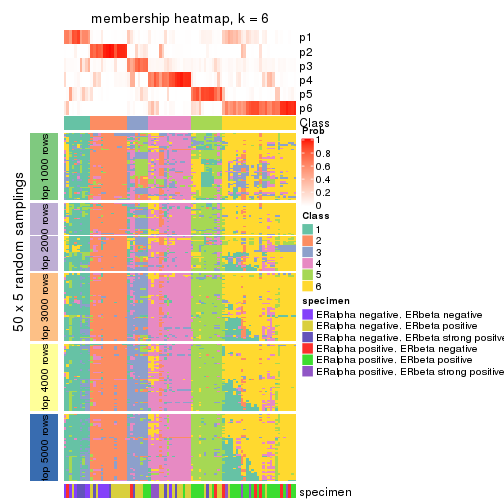 membership heatmap, k = 6
p1
p2
p3
p4
p5
p6
Class
Prob
1
0.8
0.6
0.4
0.2
0
Class
1
2
3
4
5
6
specimen
ERalpha negative. ERbeta negative
ERalpha negative. ERbeta positive
ERalpha negative. ERbeta strong positive
ERalpha positive. ERbeta negative
ERalpha positive. ERbeta positive
ERalpha positive. ERbeta strong positive
50 x 5 random samplings
top 1000 rows
top 2000 rows
top 3000 rows
top 4000 rows
top 5000 rows
specimen